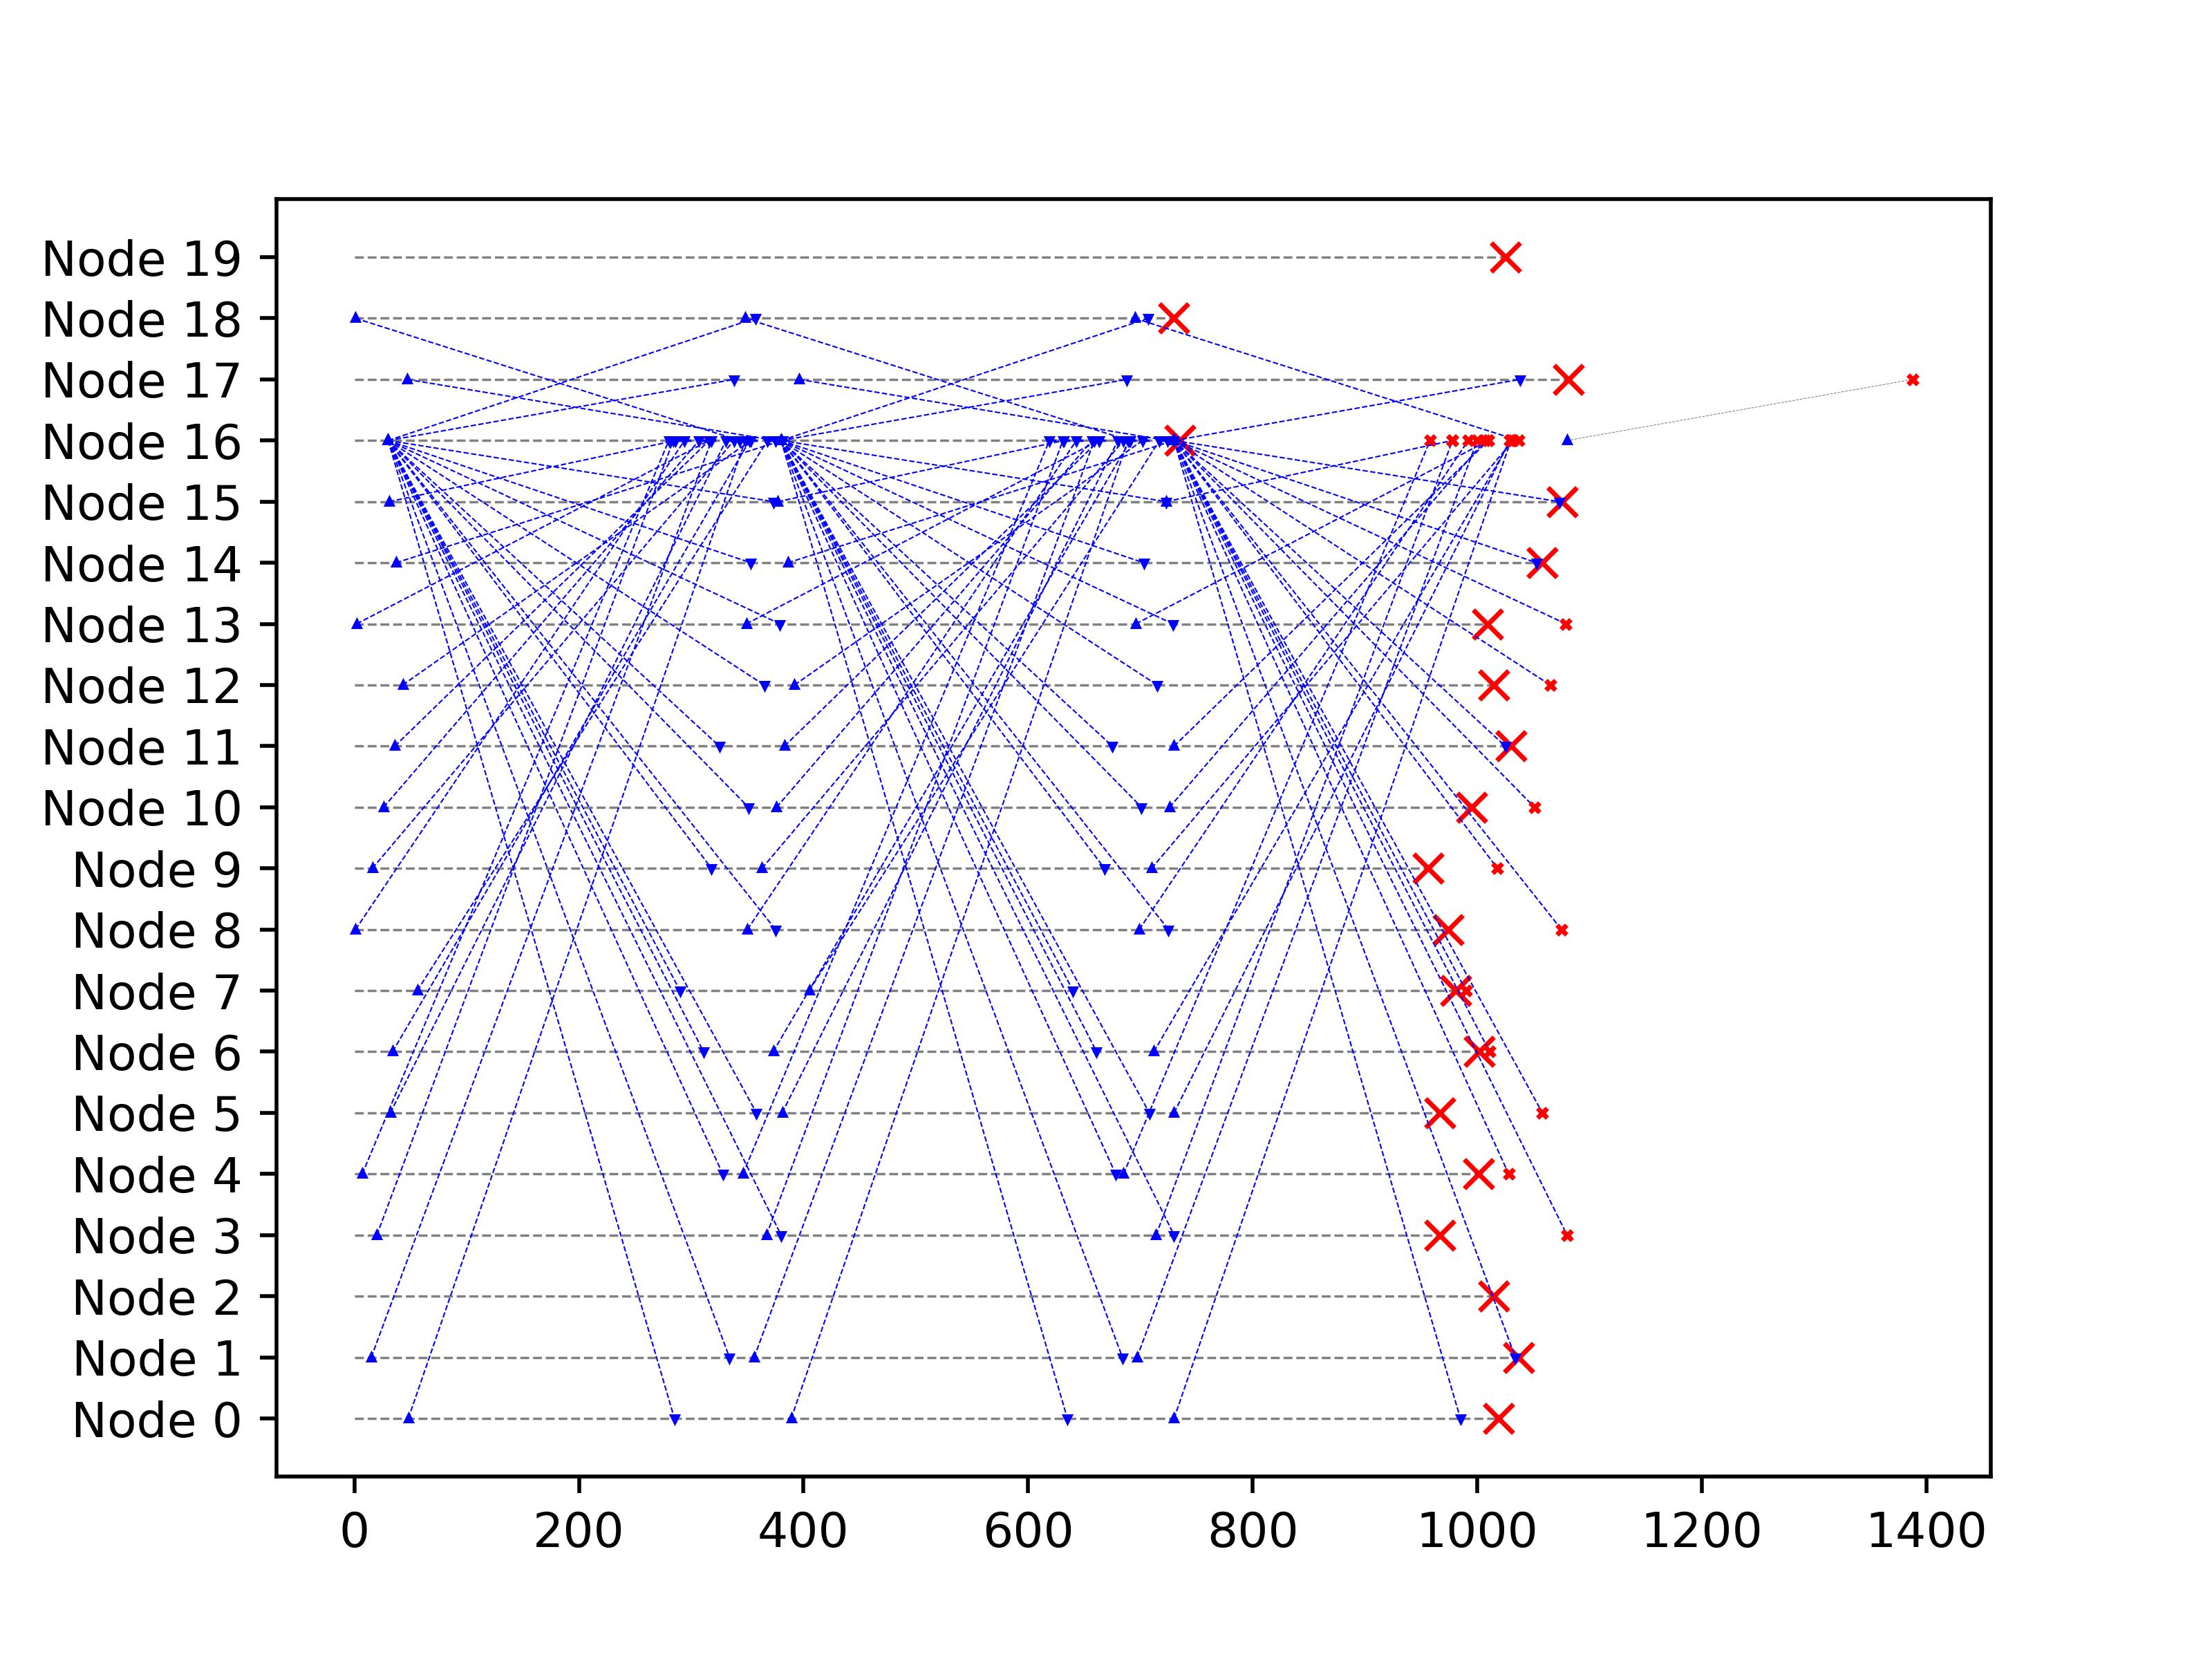 Node 19
Node 18
Node 17
Node 16
Node 15
Node 14
Node 13
Node 12
Node 11
Node 10
Node 9
Node 8
Node 7
Node 6
Node 5
Node 4
Node 3
Node 2
Node 1
Node 0
0 200 400 600 800 1000 1200 1400